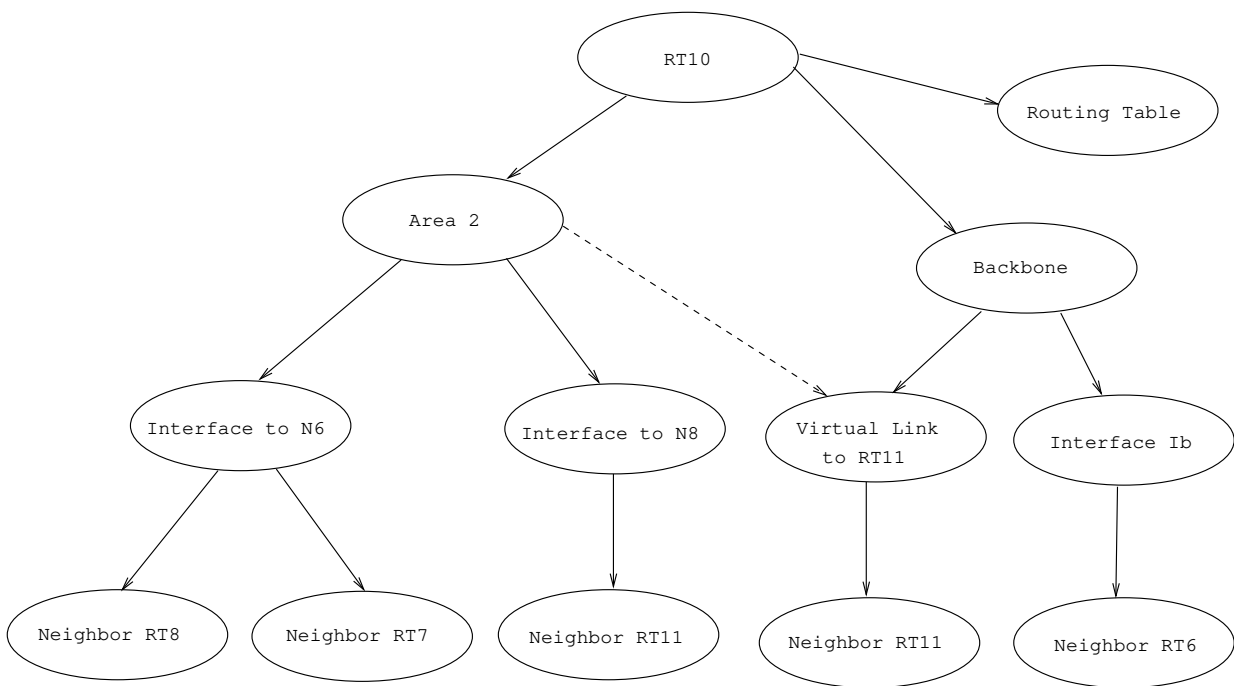 RT10
Routing Table
Area 2
Backbone
Interface to N6
Interface to N8
Virtual Link
to RT11
Interface Ib
Neighbor RT8
Neighbor RT7
Neighbor RT11
Neighbor RT11
Neighbor RT6